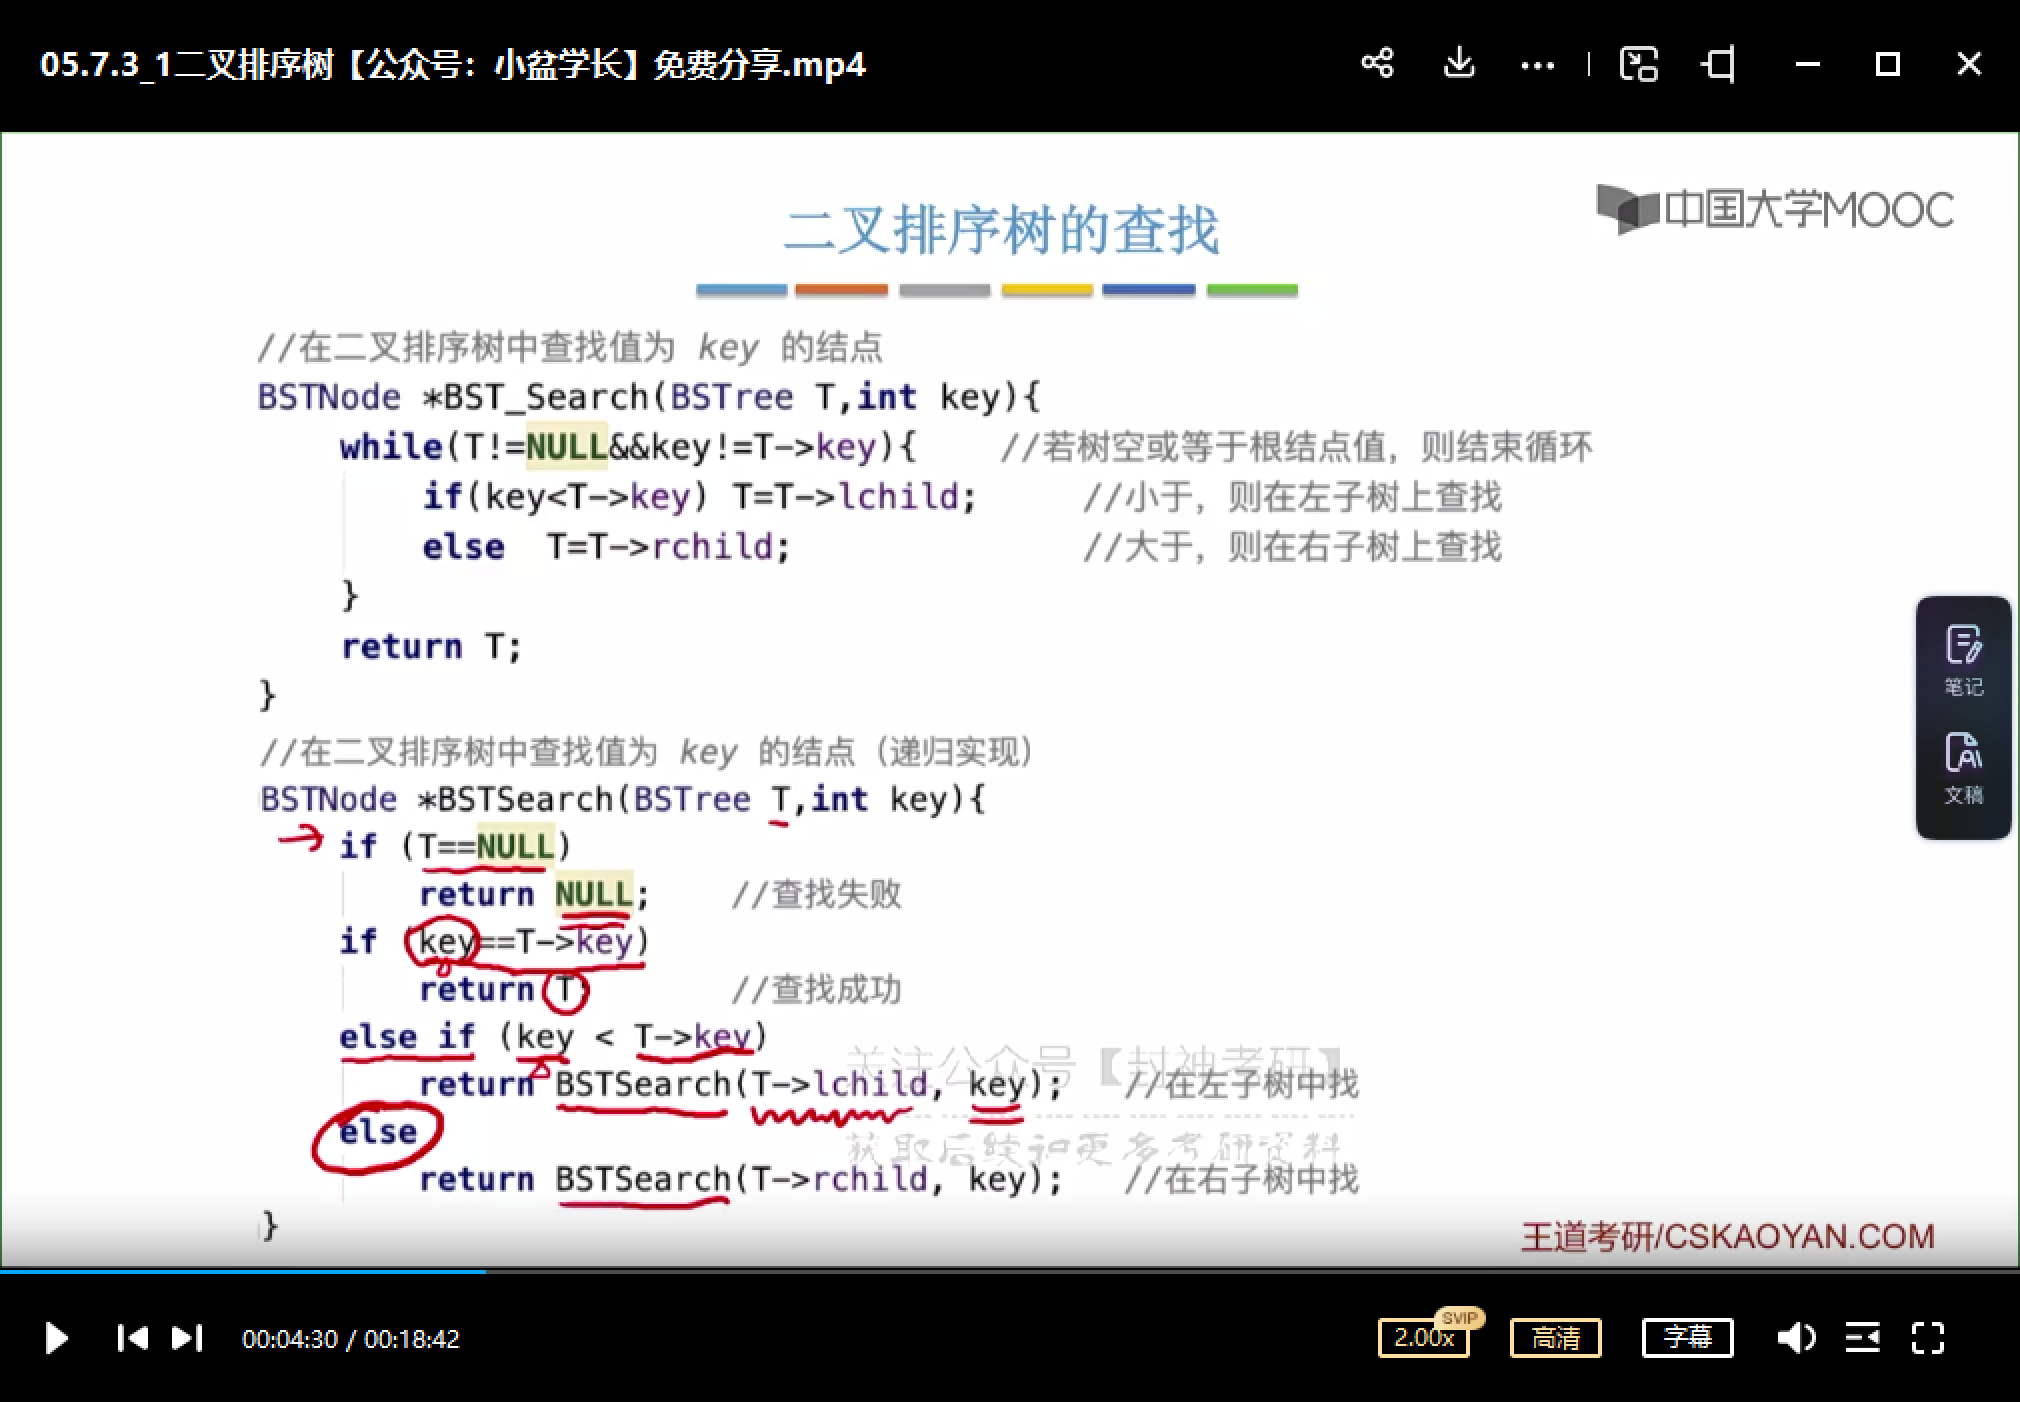 05.7.3_1二叉排序树【公众号：小盆学长】免费分享.mp4
中国大学MOOC
二叉排序树的查找
//在二叉排序树中查找值为 key 的结点
BSTNode *BST_Search(BSTree T,int key){
while(T!=NULL&&key!=T->key){ //若树空或等于根结点值，则结束循环
if(key<T->key) T=T->lchild; //小于，则在左子树上查找
else T=T->rchild; //大于，则在右子树上查找
}
return T;
}
//在二叉排序树中查找值为 key 的结点（递归实现）
BSTNode *BSTSearch(BSTree T,int key){
if (T==NULL)
return NULL; //查找失败
if (key==T->key)
return T; //查找成功
else if (key < T->key)
关注公众号【封神考研】
return BSTSearch(T->lchild, key); //在左子树中找
else
获取后续和更多考研资料
return BSTSearch(T->rchild, key); //在右子树中找
}
王道考研/CSKAOYAN.COM
笔记
文稿
00:04:30 / 00:18:42
2.00x
SVIP
高清
字幕